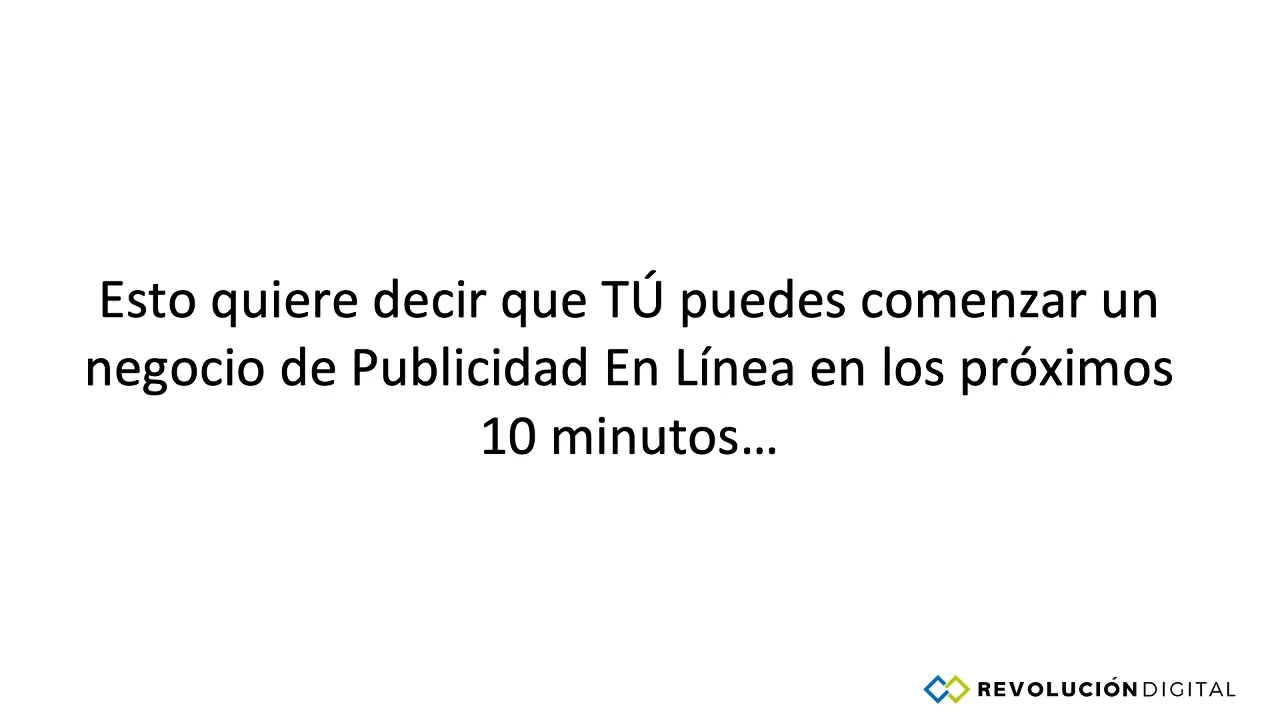 Esto quiere decir que TÚ puedes comenzar un
negocio de Publicidad En Línea en los próximos
10 minutos...
REVOLUCIÓN DIGITAL